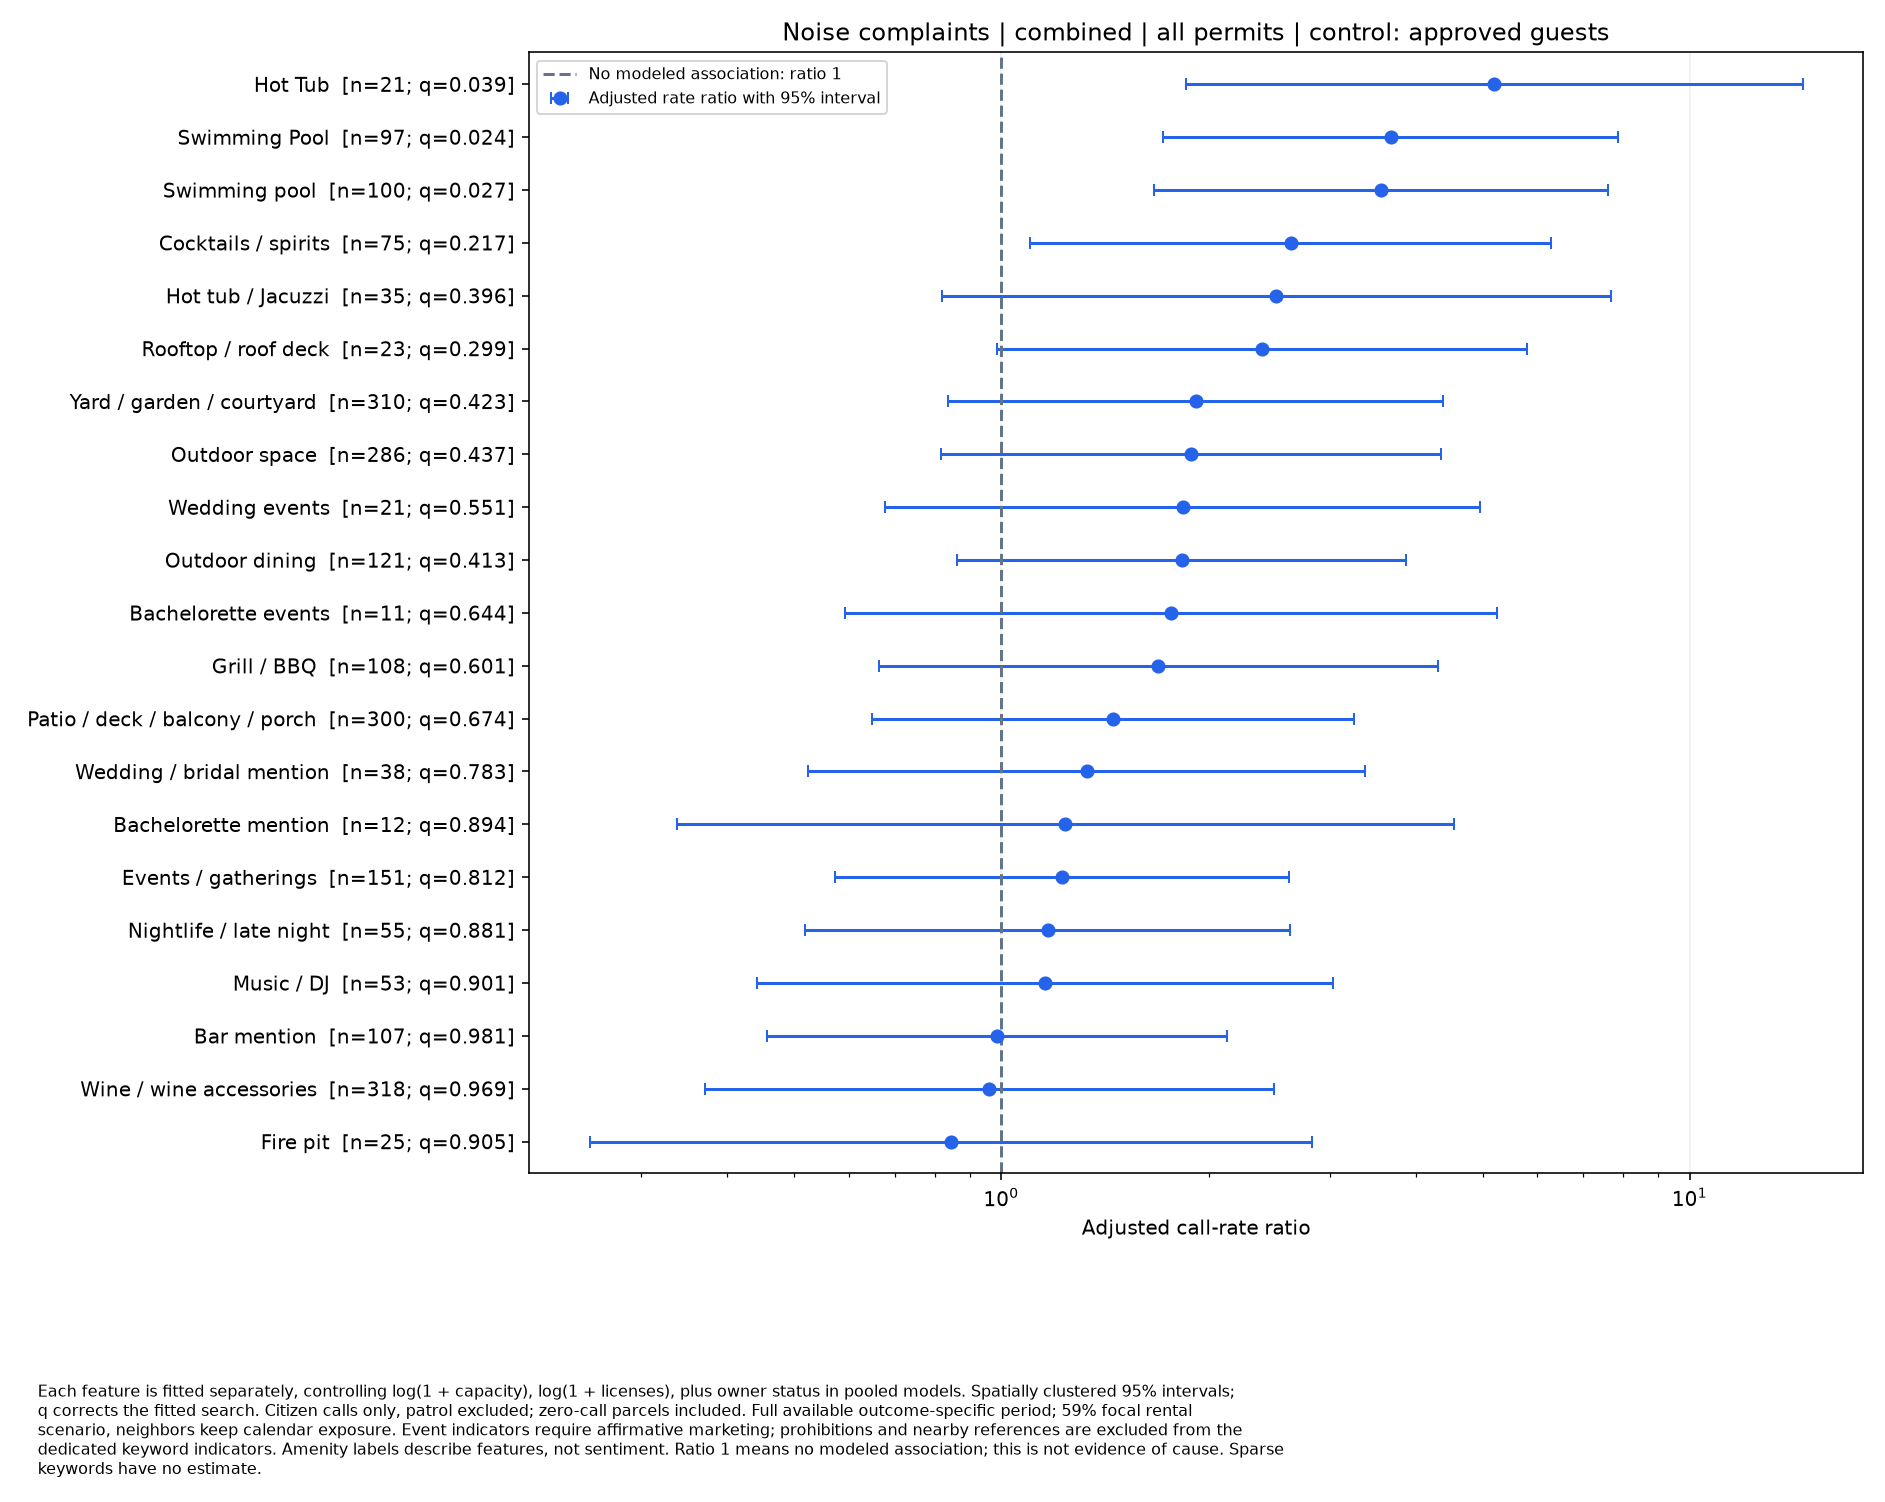 Noise complaints | combined | all permits | control: approved guests
No modeled association: ratio 1
Adjusted rate ratio with 95% interval
Hot Tub [n=21; q=0.039]
Swimming Pool [n=97; q=0.024]
Swimming pool [n=100; q=0.027]
Cocktails / spirits [n=75; q=0.217]
Hot tub / Jacuzzi [n=35; q=0.396]
Rooftop / roof deck [n=23; q=0.299]
Yard / garden / courtyard [n=310; q=0.423]
Outdoor space [n=286; q=0.437]
Wedding events [n=21; q=0.551]
Outdoor dining [n=121; q=0.413]
Bachelorette events [n=11; q=0.644]
Grill / BBQ [n=108; q=0.601]
Patio / deck / balcony / porch [n=300; q=0.674]
Wedding / bridal mention [n=38; q=0.783]
Bachelorette mention [n=12; q=0.894]
Events / gatherings [n=151; q=0.812]
Nightlife / late night [n=55; q=0.881]
Music / DJ [n=53; q=0.901]
Bar mention [n=107; q=0.981]
Wine / wine accessories [n=318; q=0.969]
Fire pit [n=25; q=0.905]
10⁰ 10¹
Adjusted call-rate ratio
Each feature is fitted separately, controlling log(1 + capacity), log(1 + licenses), plus owner status in pooled models. Spatially clustered 95% intervals;
q corrects the fitted search. Citizen calls only, patrol excluded; zero-call parcels included. Full available outcome-specific period; 59% focal rental
scenario, neighbors keep calendar exposure. Event indicators require affirmative marketing; prohibitions and nearby references are excluded from the
dedicated keyword indicators. Amenity labels describe features, not sentiment. Ratio 1 means no modeled association; this is not evidence of cause. Sparse
keywords have no estimate.